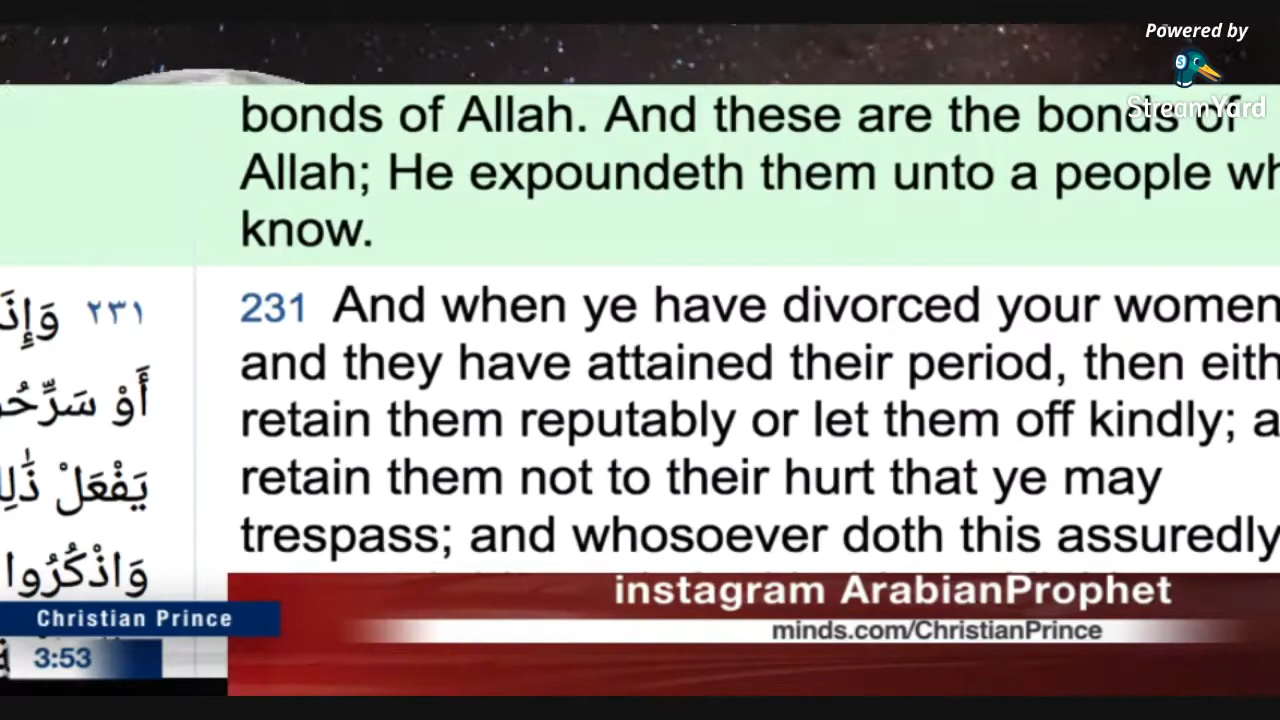 Powered by
StreamYard
bonds of Allah. And these are the bonds of
Allah; He expoundeth them unto a people
know.
231 And when ye have divorced your women
and they have attained their period, then
retain them reputably or let them off kindly;
retain them not to their hurt that ye may
trespass; and whosoever doth this assuredly
٢٣١
أَوْ
يَفْعَلْ
وَاذْكُرُوا
instagram ArabianProphet
minds.com/ChristianPrince
Christian Prince
3:53